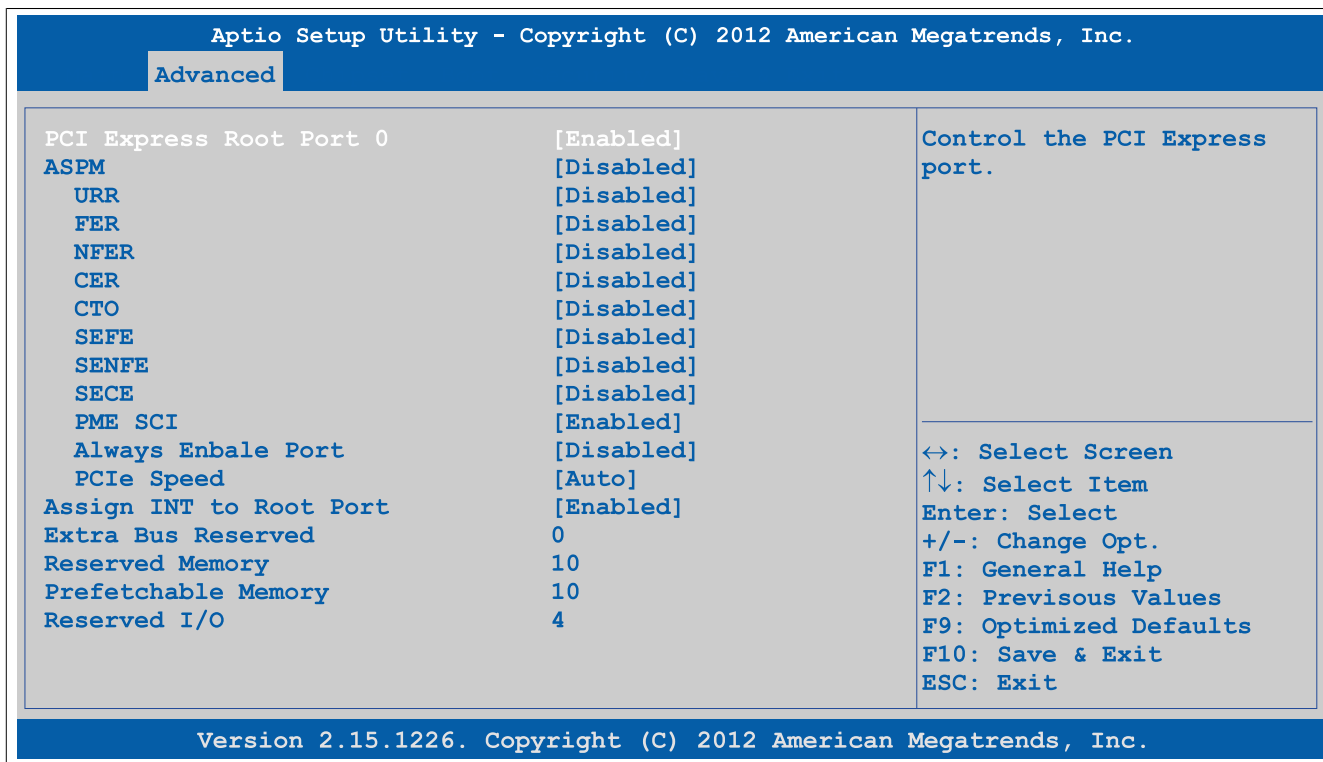 Aptio Setup Utility - Copyright (C) 2012 American Megatrends, Inc.
Advanced
PCI Express Root Port 0 [Enabled]
ASPM [Disabled]
URR [Disabled]
FER [Disabled]
NFER [Disabled]
CER [Disabled]
CTO [Disabled]
SEFE [Disabled]
SENFE [Disabled]
SECE [Disabled]
PME SCI [Enabled]
Always Enbale Port [Disabled]
PCIe Speed [Auto]
Assign INT to Root Port [Enabled]
Extra Bus Reserved 0
Reserved Memory 10
Prefetchable Memory 10
Reserved I/O 4
Control the PCI Express
port.
↔: Select Screen
↑↓: Select Item
Enter: Select
+/-: Change Opt.
F1: General Help
F2: Previsous Values
F9: Optimized Defaults
F10: Save & Exit
ESC: Exit
Version 2.15.1226. Copyright (C) 2012 American Megatrends, Inc.